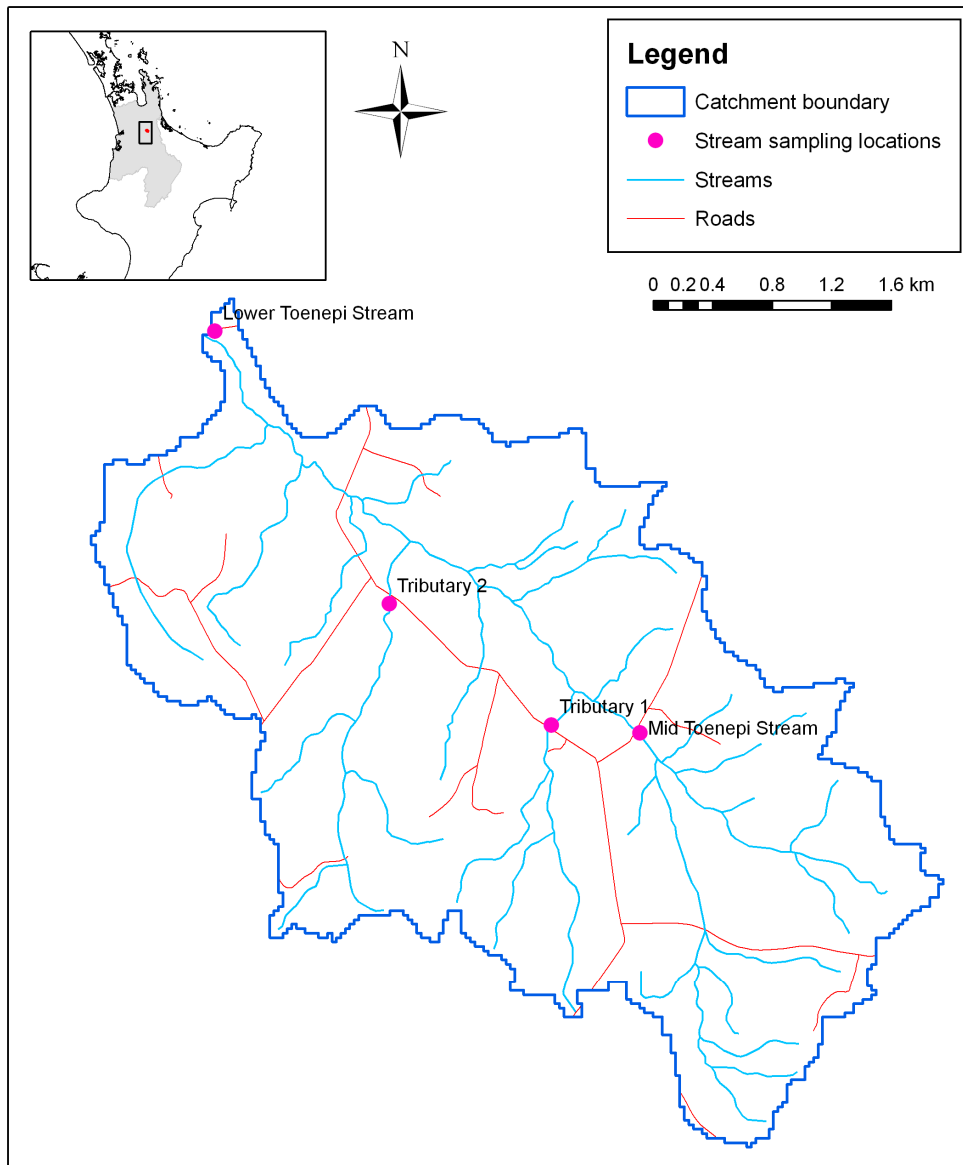 N
Legend
Catchment boundary
Stream sampling locations
Streams
Roads
0 0.2 0.4 0.8 1.2 1.6 km
Lower Toenepi Stream
Tributary 2
Tributary 1
Mid Toenepi Stream